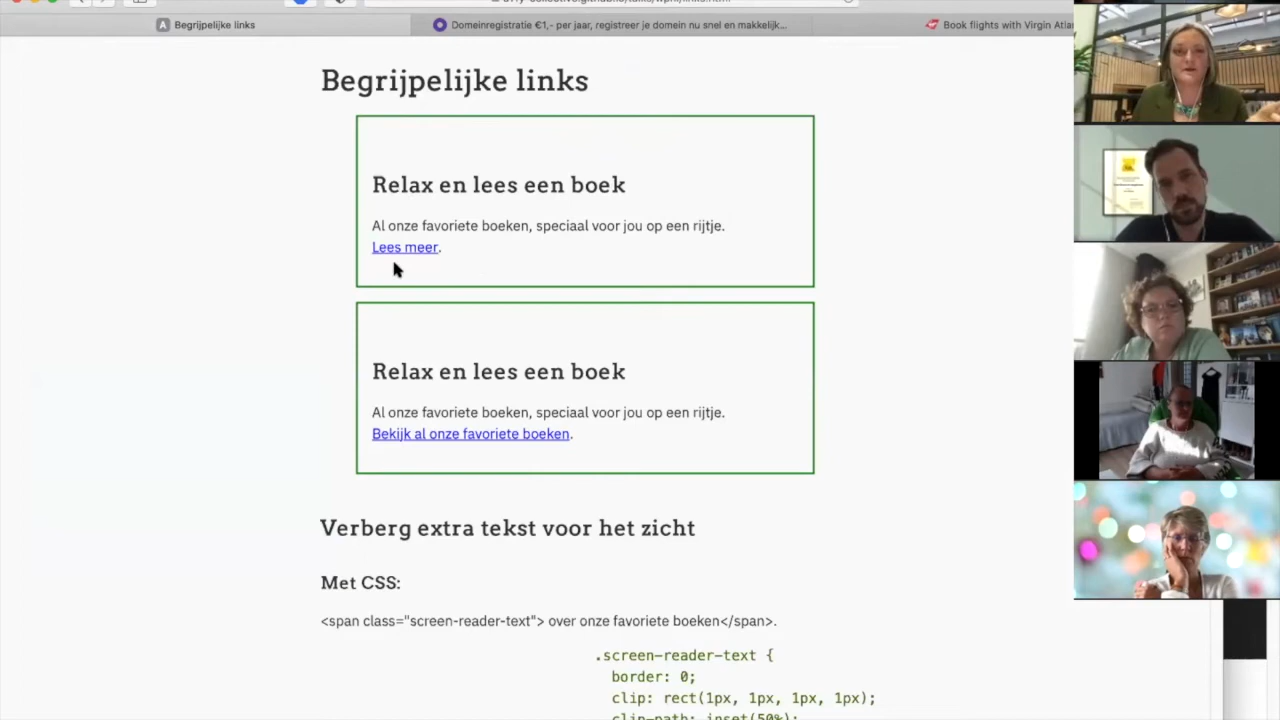 Begrijpelijke links
Domeinregistratie €1,- per jaar, registreer je domein nu snel en makkelijk...
Book flights with Virgin Atlan
Begrijpelijke links
Relax en lees een boek
Al onze favoriete boeken, speciaal voor jou op een rijtje.
Lees meer.
Relax en lees een boek
Al onze favoriete boeken, speciaal voor jou op een rijtje.
Bekijk al onze favoriete boeken.
Verberg extra tekst voor het zicht
Met CSS:
<span class="screen-reader-text"> over onze favoriete boeken</span>.
.screen-reader-text {
border: 0;
clip: rect(1px, 1px, 1px, 1px);
clip-path: inset(50%);